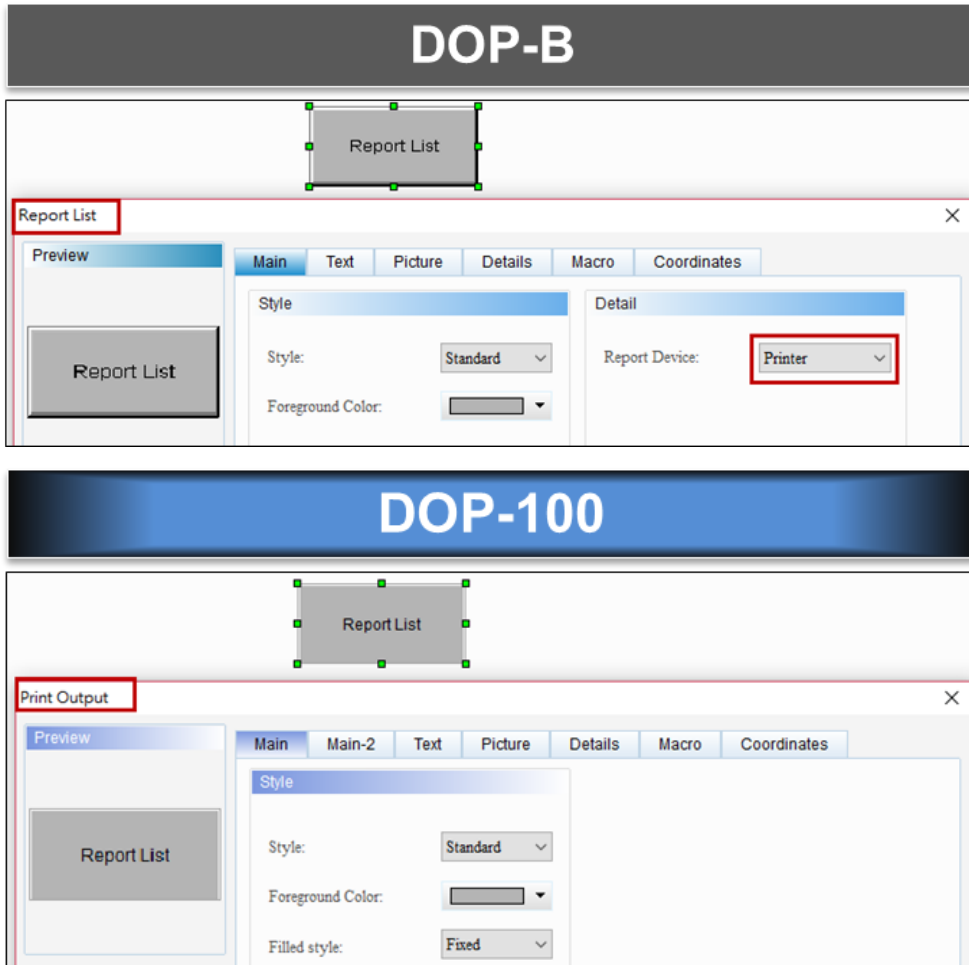 DOP-B
Report List
Report List
Preview
Main Text Picture Details Macro Coordinates
Style Detail
Report List
Style: Standard Report Device: Printer
Foreground Color:
DOP-100
Report List
Print Output
Preview
Main Main-2 Text Picture Details Macro Coordinates
Style
Report List
Style: Standard
Foreground Color:
Filled style: Fixed